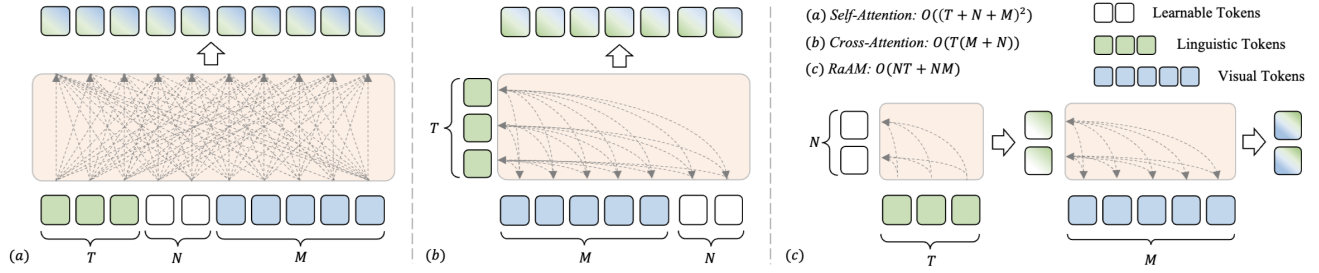 (a) Self-Attention: O((T + N + M)²)
(b) Cross-Attention: O(T(M + N))
(c) RaAM: O(NT + NM)
Learnable Tokens
Linguistic Tokens
Visual Tokens
T
N
(a)
T
N
M
(b)
M
N
(c)
T
M